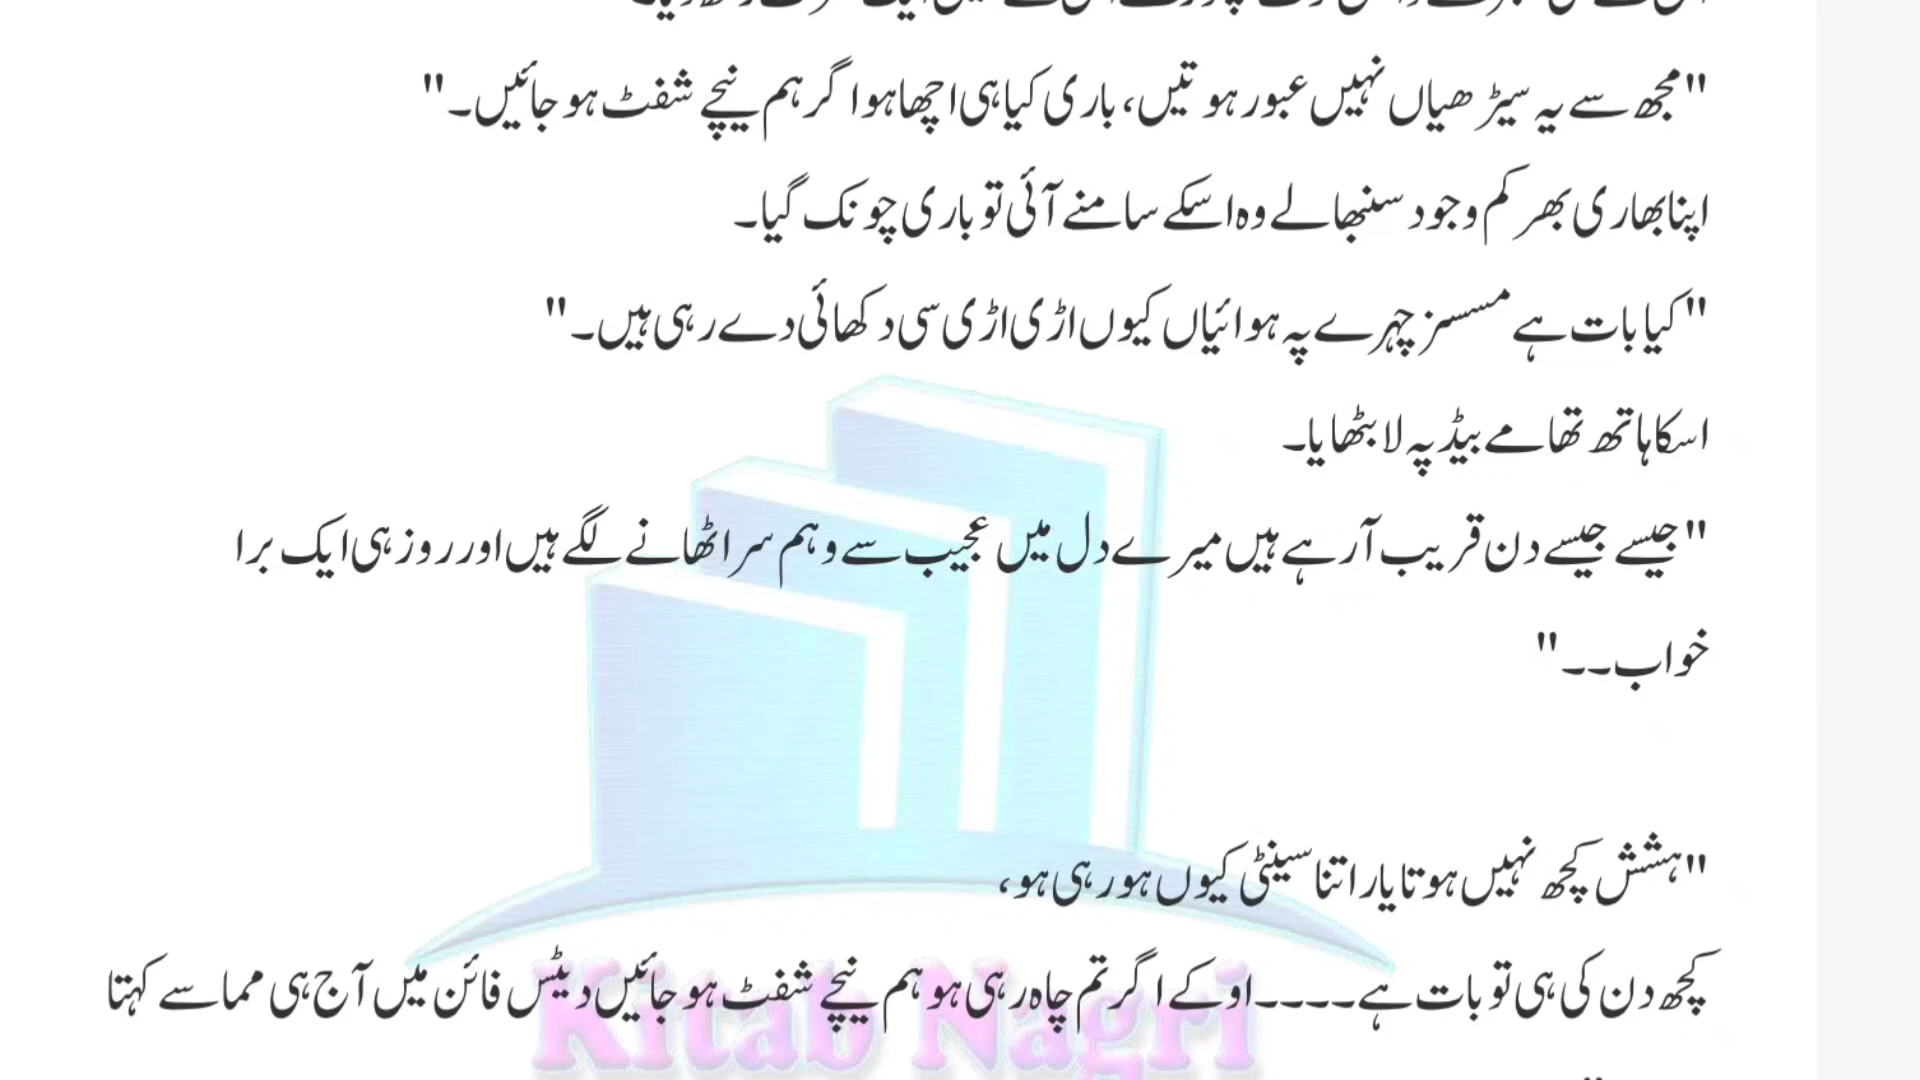 "مجھ سے یہ سیڑھیاں نہیں عبور ہوتیں، باری کیا ہی اچھا ہو اگر ہم نیچے شفٹ ہو جائیں۔"
اپنا بھاری بھر کم وجود سنبھالے وہ اسکے سامنے آئی تو باری چونک گیا۔
"کیا بات ہے مسسز چہرے پہ ہوائیاں کیوں اڑی اڑی سی دکھائی دے رہی ہیں۔"
اسکا ہاتھ تھامے بیڈ پہ لا بٹھایا۔
"جیسے جیسے دن قریب آرہے ہیں میرے دل میں عجیب سے وہم سر اٹھانے لگے ہیں اور روز ہی ایک برا
خواب۔۔۔"
"ہشش کچھ نہیں ہوتا یار اتنا سینٹی کیوں ہو رہی ہو،
کچھ دن کی ہی تو بات ہے۔۔۔۔۔ اوکے اگر تم چاہ رہی ہو ہم نیچے شفٹ ہو جائیں دیٹس فائن میں آج ہی مما سے کہتا
Kitab Nagri